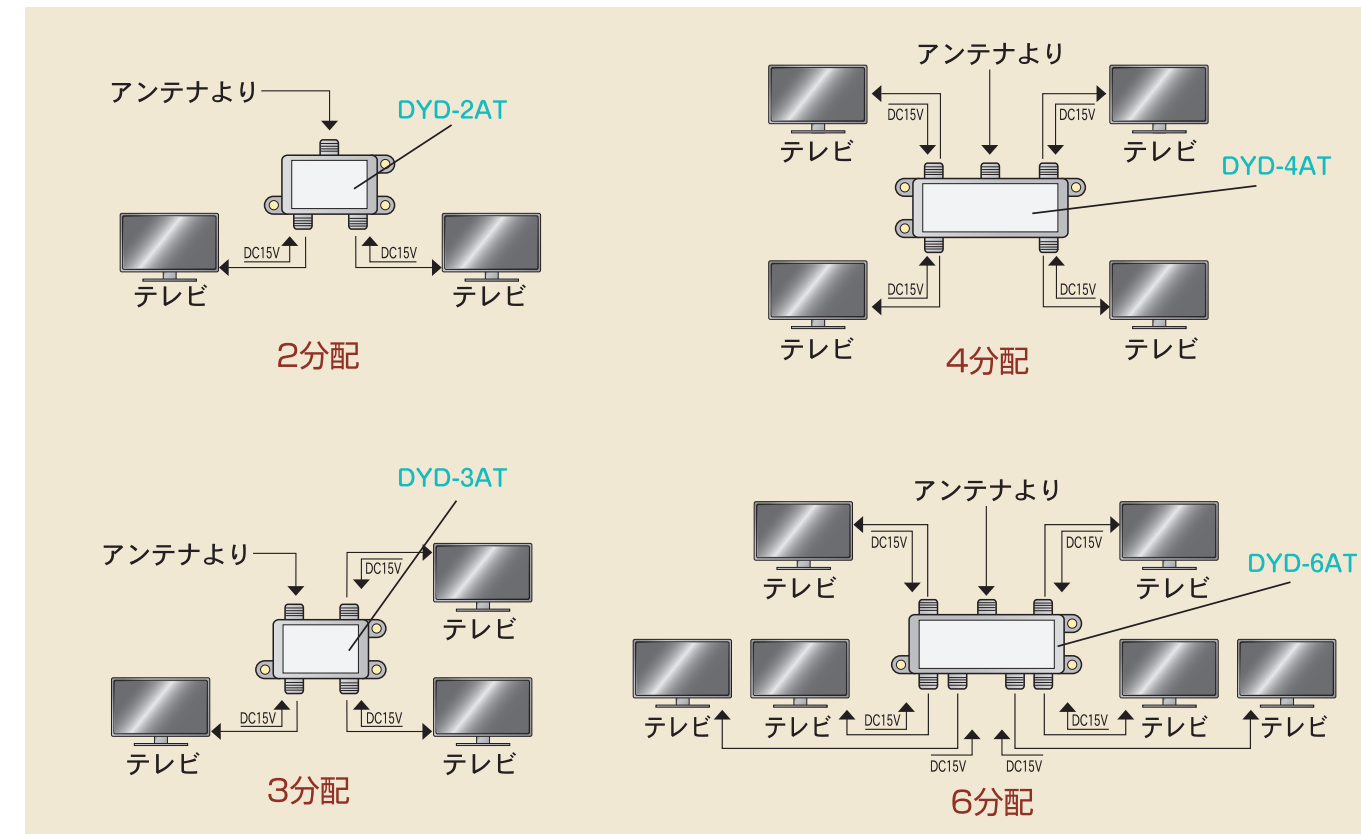 アンテナより
DYD-2AT
DC15V
DC15V
テレビ
テレビ
2分配
アンテナより
DC15V
DC15V
テレビ
テレビ
DYD-4AT
DC15V
DC15V
テレビ
テレビ
4分配
DYD-3AT
アンテナより
DC15V
テレビ
DC15V
DC15V
テレビ
テレビ
3分配
アンテナより
DC15V
DC15V
DYD-6AT
テレビ
テレビ
DC15V
DC15V
テレビ
テレビ
テレビ
テレビ
DC15V
DC15V
6分配